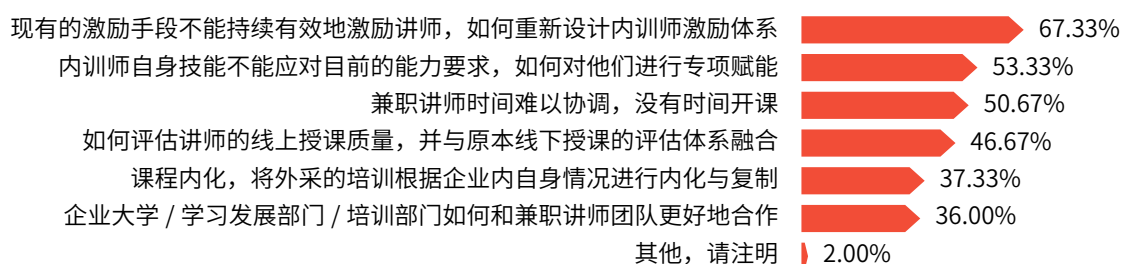 现有的激励手段不能持续有效地激励讲师，如何重新设计内训师激励体系 67.33%
内训师自身技能不能应对目前的能力要求，如何对他们进行专项赋能 53.33%
兼职讲师时间难以协调，没有时间开课 50.67%
如何评估讲师的线上授课质量，并与原本线下授课的评估体系融合 46.67%
课程内化，将外采的培训根据企业内自身情况进行内化与复制 37.33%
企业大学 / 学习发展部门 / 培训部门如何和兼职讲师团队更好地合作 36.00%
其他，请注明 2.00%